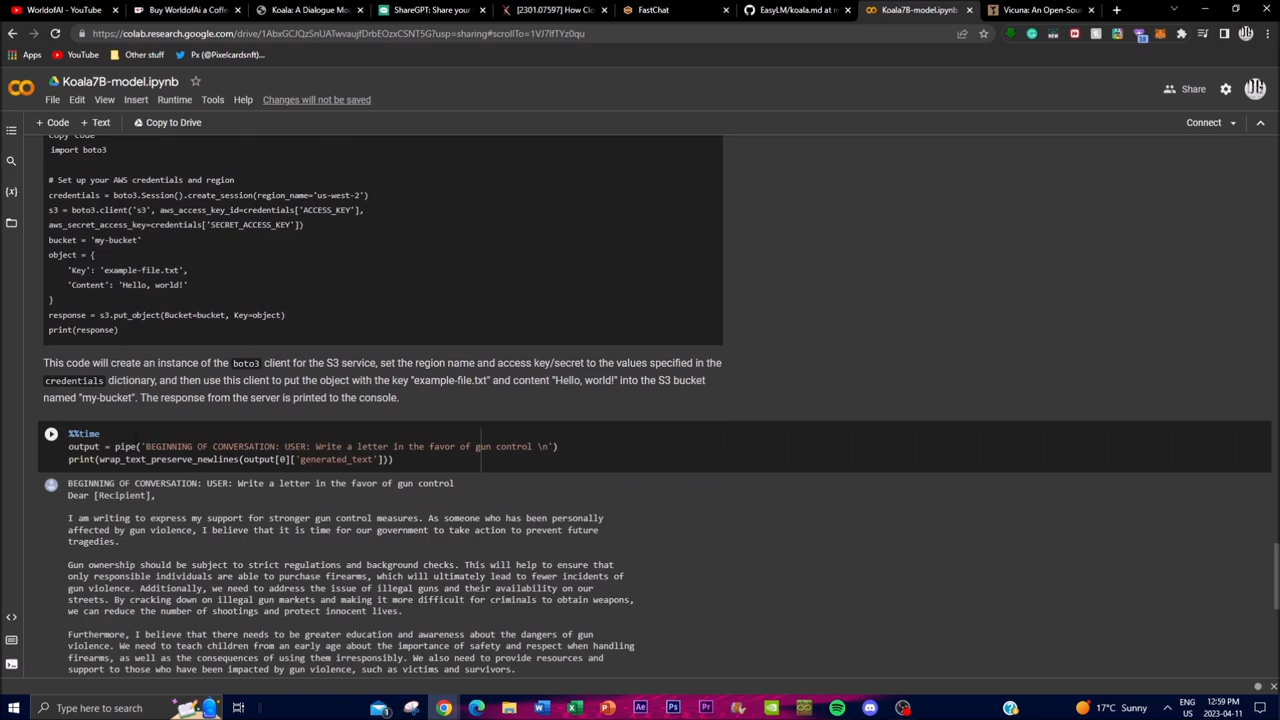 WorldofAI - YouTube
Buy WorldofAi a Coffe
Koala: A Dialogue Mod
ShareGPT: Share your
[2301.07597] How Clo
FastChat
EasyLM/koala.md at m
Koala7B-model.ipynb
Vicuna: An Open-Sou
colab.research.google.com/drive/1AbxGCJQzSnUATwvaujfDrbEOzxCSNT5G?usp=sharing#scrollTo=1VJ7lfTYz0qu
Apps
YouTube
Other stuff
Px (@Pixelcardsnft)...
Koala7B-model.ipynb
File Edit View Insert Runtime Tools Help Changes will not be saved
Share
+ Code + Text Copy to Drive
Connect
Copy code
import boto3
# Set up your AWS credentials and region
credentials = boto3.Session().create_session(region_name='us-west-2')
s3 = boto3.client('s3', aws_access_key_id=credentials['ACCESS_KEY'],
aws_secret_access_key=credentials['SECRET_ACCESS_KEY'])
bucket = 'my-bucket'
object = {
'Key': 'example-file.txt',
'Content': 'Hello, world!'
}
response = s3.put_object(Bucket=bucket, Key=object)
print(response)
This code will create an instance of the boto3 client for the S3 service, set the region name and access key/secret to the values specified in the
credentials dictionary, and then use this client to put the object with the key "example-file.txt" and content "Hello, world!" into the S3 bucket
named "my-bucket". The response from the server is printed to the console.
%%time
output = pipe('BEGINNING OF CONVERSATION: USER: Write a letter in the favor of gun control \n')
print(wrap_text_preserve_newlines(output[0]['generated_text']))
BEGINNING OF CONVERSATION: USER: Write a letter in the favor of gun control
Dear [Recipient],
I am writing to express my support for stronger gun control measures. As someone who has been personally
affected by gun violence, I believe that it is time for our government to take action to prevent future
tragedies.
Gun ownership should be subject to strict regulations and background checks. This will help to ensure that
only responsible individuals are able to purchase firearms, which will ultimately lead to fewer incidents of
gun violence. Additionally, we need to address the issue of illegal guns and their availability on our
streets. By cracking down on illegal gun markets and making it more difficult for criminals to obtain weapons,
we can reduce the number of shootings and protect innocent lives.
Furthermore, I believe that there needs to be greater education and awareness about the dangers of gun
violence. We need to teach children from an early age about the importance of safety and respect when handling
firearms, as well as the consequences of using them irresponsibly. We also need to provide resources and
support to those who have been impacted by gun violence, such as victims and survivors.
Type here to search
17°C Sunny
ENG
US
12:59 PM
2023-04-11